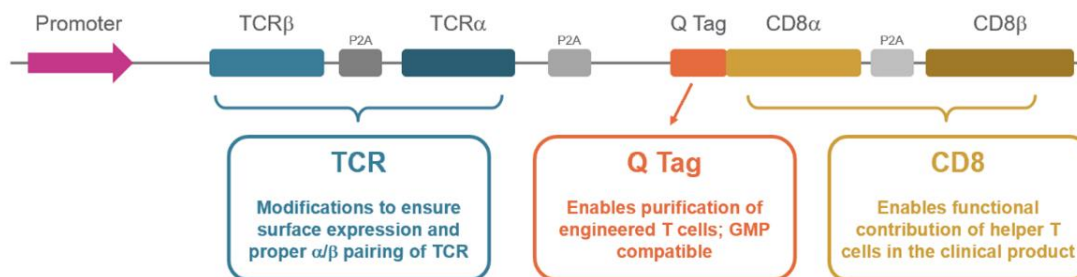 Promoter
TCRβ
P2A
TCRα
P2A
Q Tag
CD8α
P2A
CD8β
TCR
Modifications to ensure
surface expression and
proper α/β pairing of TCR
Q Tag
Enables purification of
engineered T cells; GMP
compatible
CD8
Enables functional
contribution of helper T
cells in the clinical product